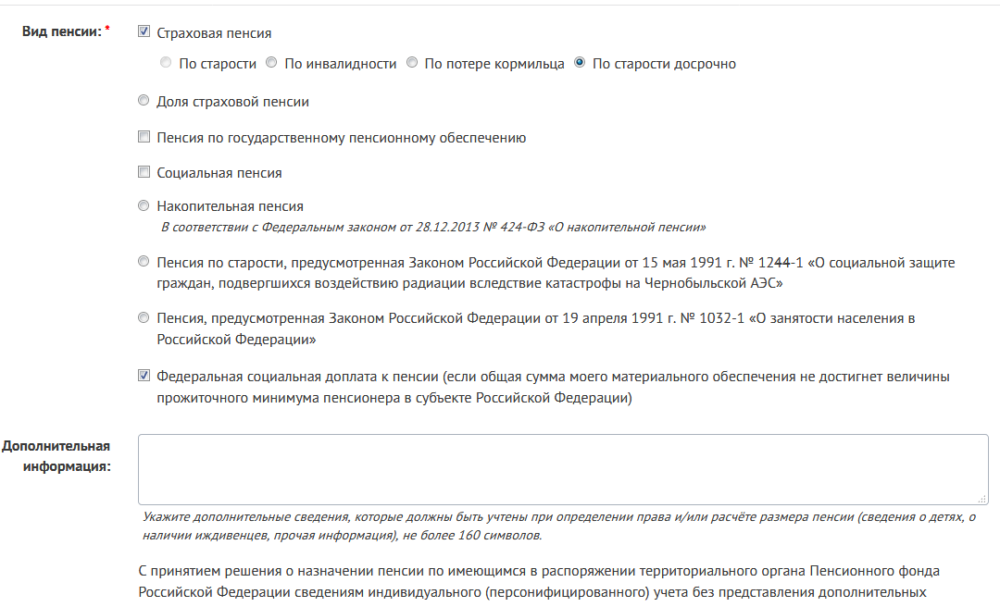 Вид пенсии: *
Страховая пенсия
По старости По инвалидности По потере кормильца По старости досрочно
Доля страховой пенсии
Пенсия по государственному пенсионному обеспечению
Социальная пенсия
Накопительная пенсия
В соответствии с Федеральным законом от 28.12.2013 № 424-ФЗ «О накопительной пенсии»
Пенсия по старости, предусмотренная Законом Российской Федерации от 15 мая 1991 г. № 1244-1 «О социальной защите
граждан, подвергшихся воздействию радиации вследствие катастрофы на Чернобыльской АЭС»
Пенсия, предусмотренная Законом Российской Федерации от 19 апреля 1991 г. № 1032-1 «О занятости населения в
Российской Федерации»
Федеральная социальная доплата к пенсии (если общая сумма моего материального обеспечения не достигнет величины
прожиточного минимума пенсионера в субъекте Российской Федерации)
Дополнительная
информация:
Укажите дополнительные сведения, которые должны быть учтены при определении права и/или расчёте размера пенсии (сведения о детях, о
наличии иждивенцев, прочая информация), не более 160 символов.
С принятием решения о назначении пенсии по имеющимся в распоряжении территориального органа Пенсионного фонда
Российской Федерации сведениям индивидуального (персонифицированного) учета без представления дополнительных